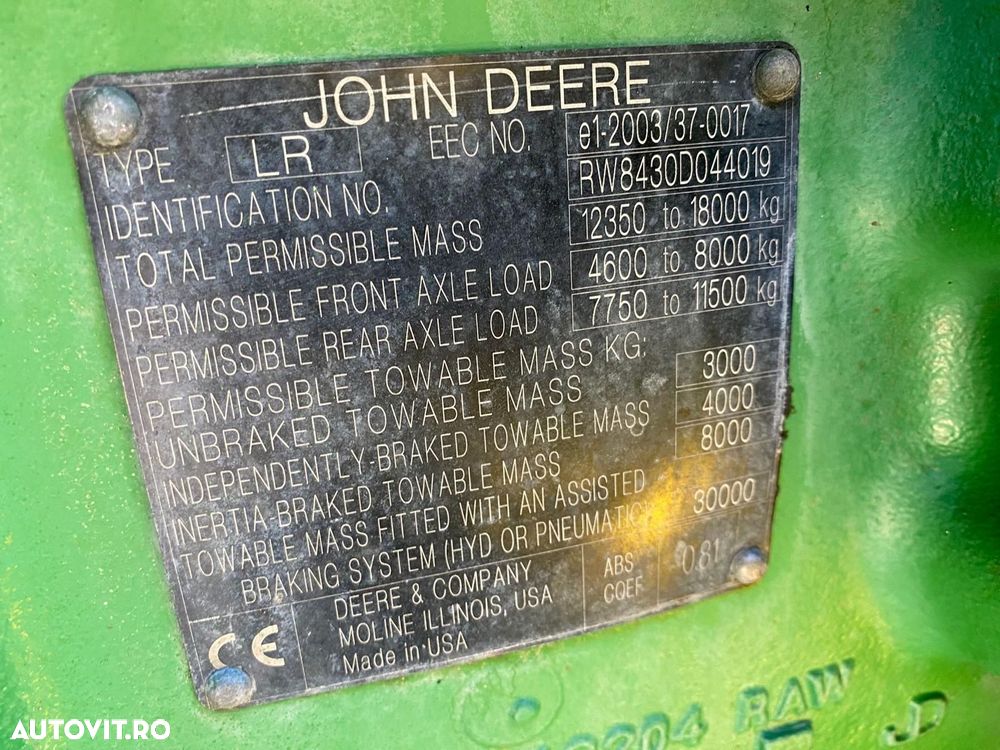 JOHN DEERE
TYPE LR EEC NO. e1-2003/37-0017
IDENTIFICATION NO. RW8430D044019
TOTAL PERMISSIBLE MASS 12350 to 18000 kg
PERMISSIBLE FRONT AXLE LOAD 4600 to 8000 kg
PERMISSIBLE REAR AXLE LOAD 7750 to 11500 kg
PERMISSIBLE TOWABLE MASS KG:
UNBRAKED TOWABLE MASS 3000
INDEPENDENTLY-BRAKED TOWABLE MASS 4000
INERTIA-BRAKED TOWABLE MASS 8000
TOWABLE MASS FITTED WITH AN ASSISTED
BRAKING SYSTEM (HYD OR PNEUMATIC) 30000
CE
DEERE & COMPANY
MOLINE ILLINOIS, USA
Made in USA
ABS
COEF
0.81
RAW
JD
AUTOVIT.RO